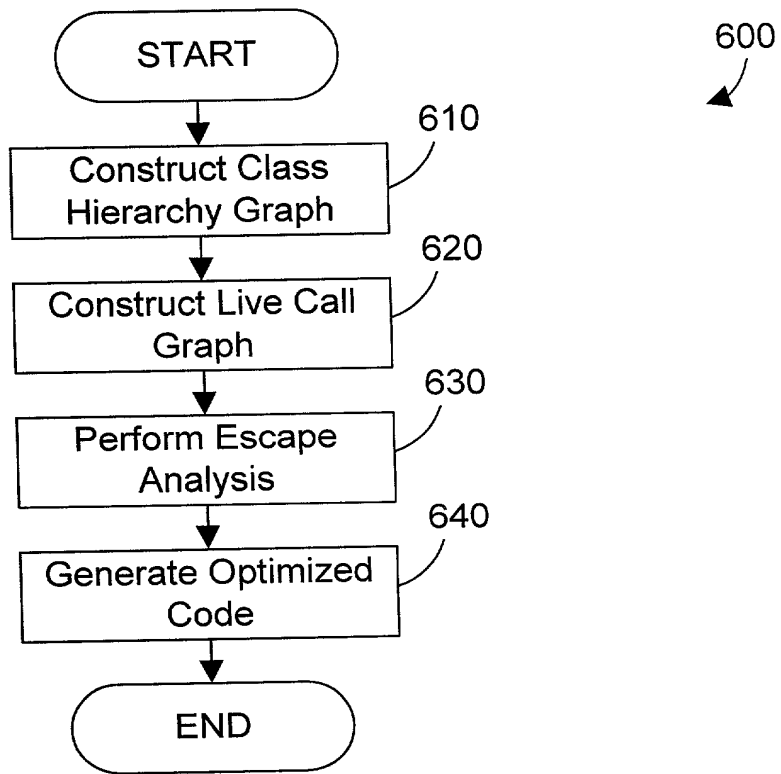 START
600
610
Construct Class
Hierarchy Graph
620
Construct Live Call
Graph
630
Perform Escape
Analysis
640
Generate Optimized
Code
END